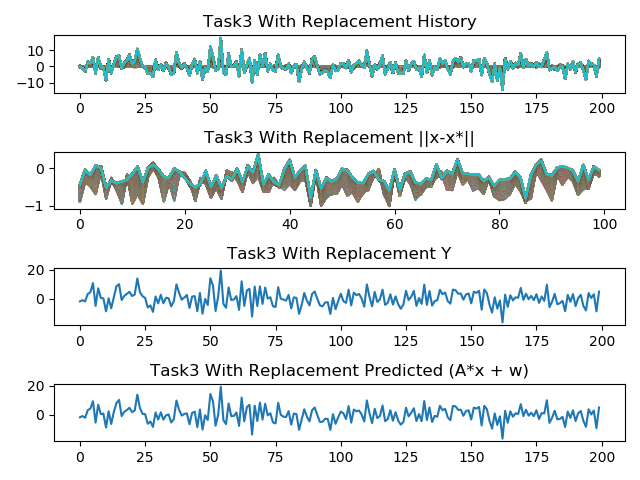 Task3 With Replacement History
10
0
−10
0 25 50 75 100 125 150 175 200
Task3 With Replacement ||x-x*||
0
−1
0 20 40 60 80 100
Task3 With Replacement Y
20
0
0 25 50 75 100 125 150 175 200
Task3 With Replacement Predicted (A*x + w)
20
0
0 25 50 75 100 125 150 175 200